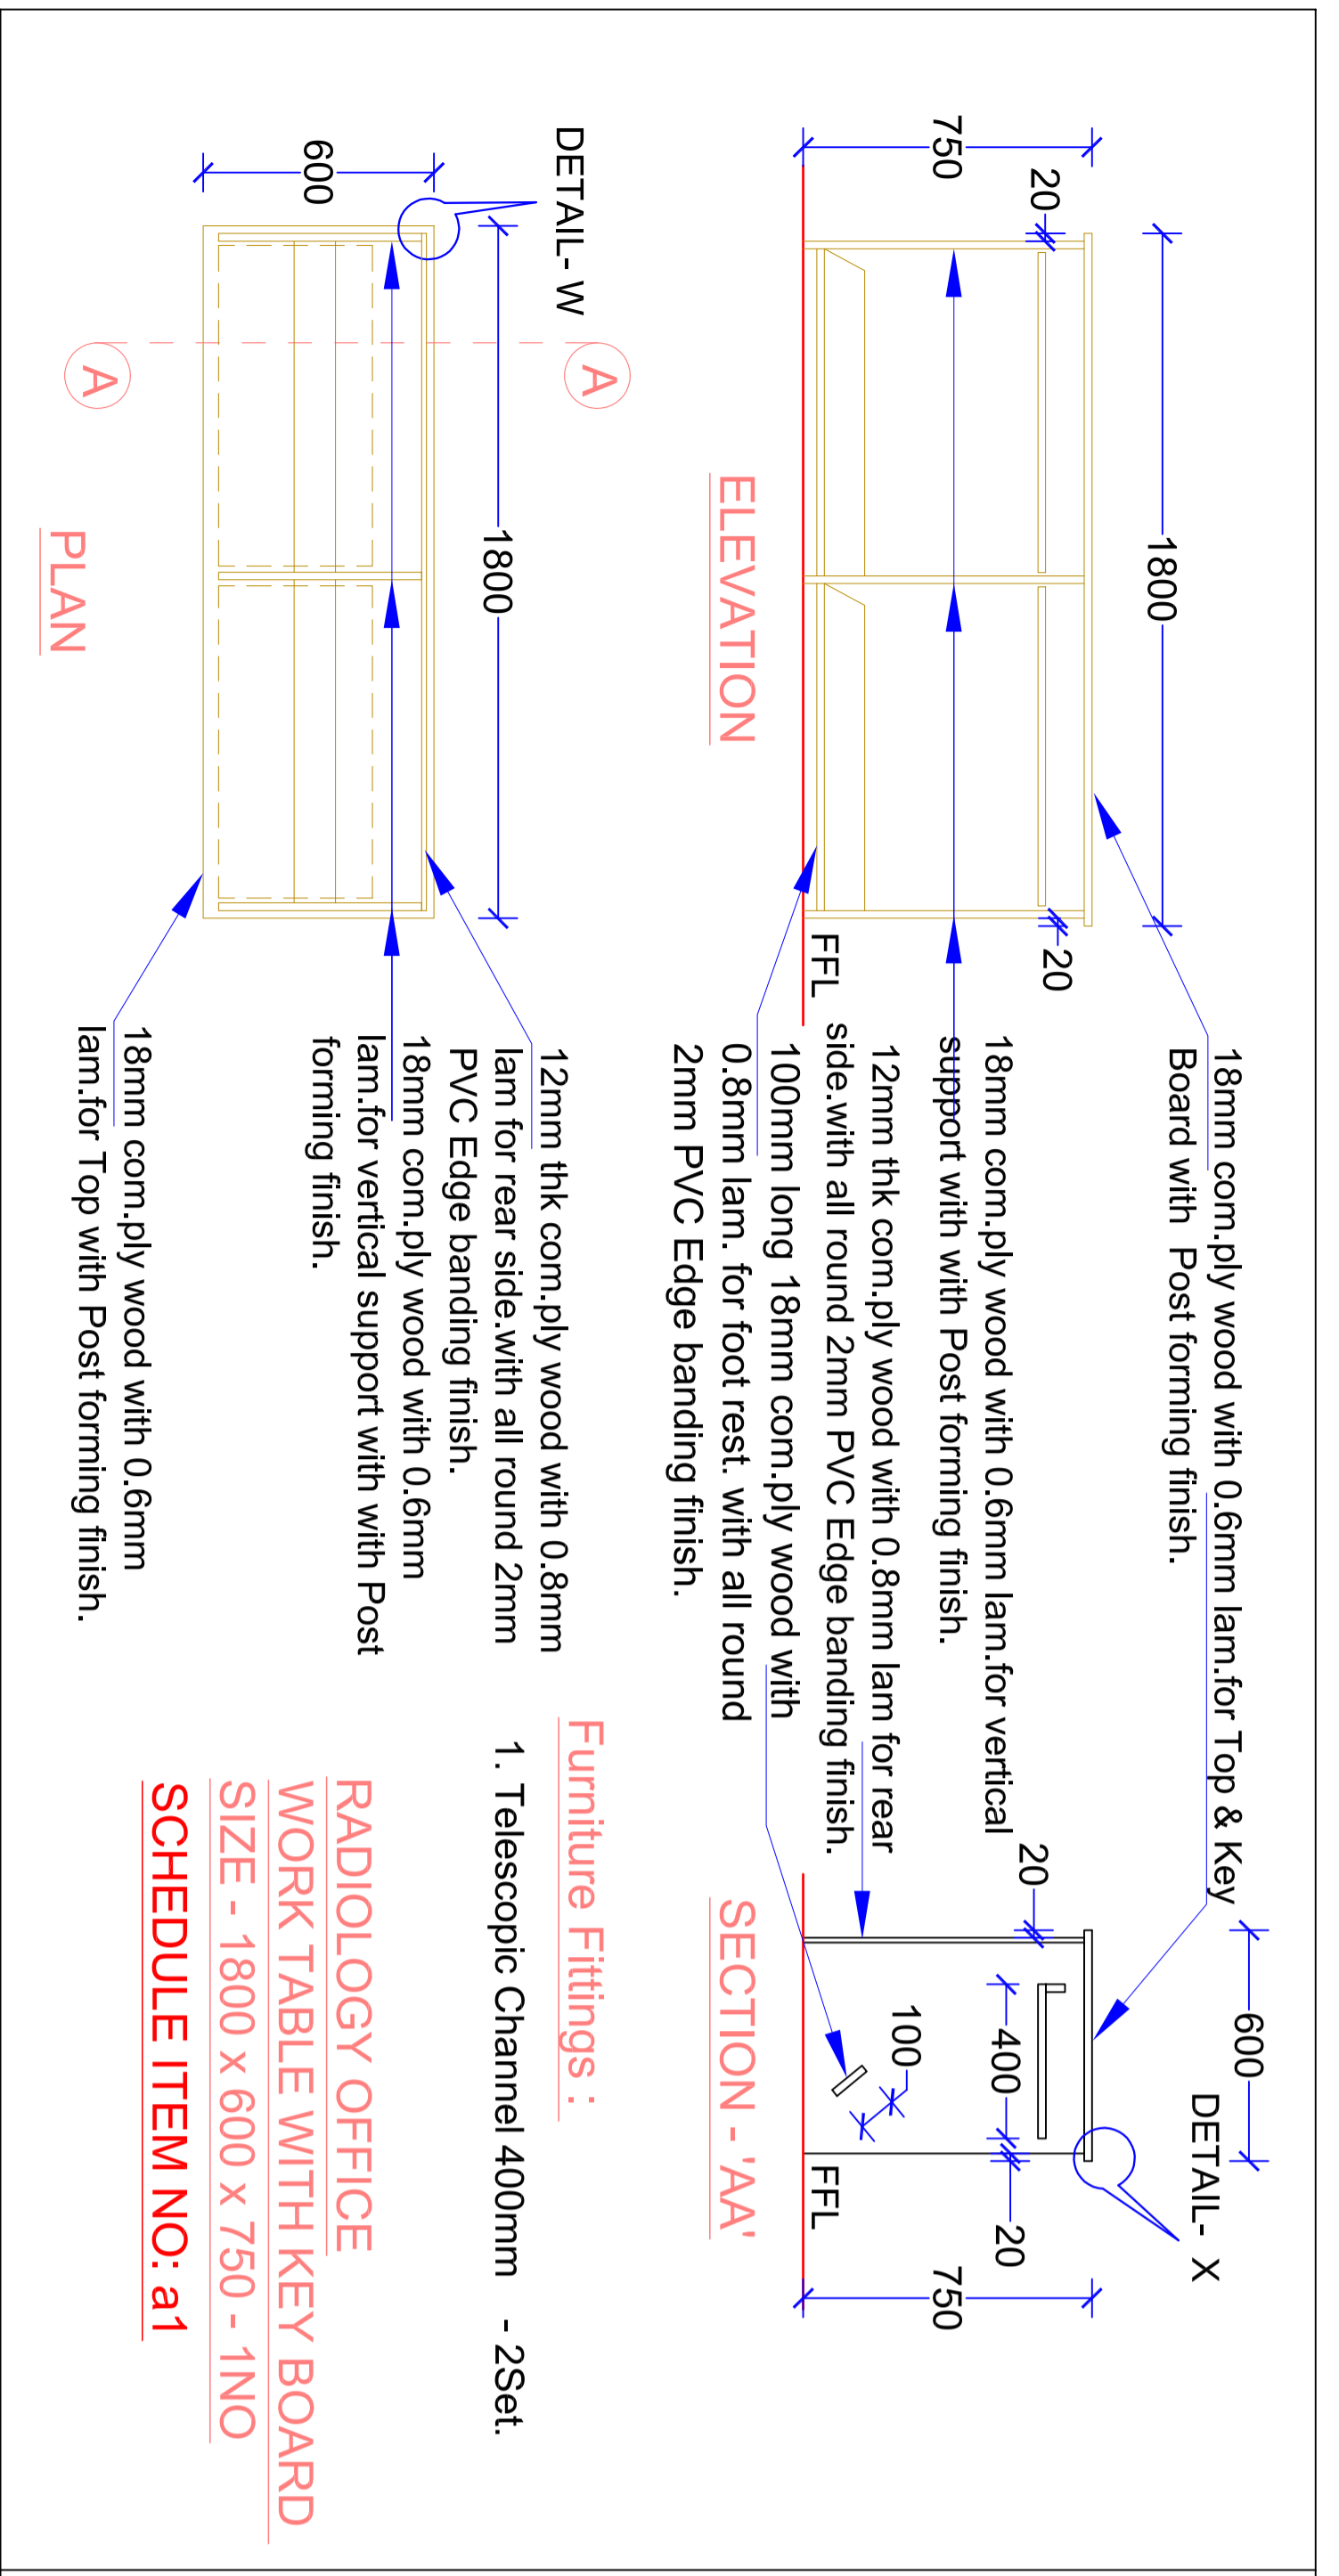 1800
20
750
20
FFL
ELEVATION
18mm com.ply wood with 0.6mm lam.for Top & Key
Board with Post forming finish.
18mm com.ply wood with 0.6mm lam.for vertical
support with with Post forming finish.
12mm thk com.ply wood with 0.8mm lam for rear
side.with all round 2mm PVC Edge banding finish.
100mm long 18mm com.ply wood with
0.8mm lam. for foot rest. with all round
2mm PVC Edge banding finish.
600
DETAIL- X
20
400
100
20
750
FFL
SECTION - 'AA'
DETAIL- W
1800
600
A
A
PLAN
12mm thk com.ply wood with 0.8mm
lam for rear side.with all round 2mm
PVC Edge banding finish.
18mm com.ply wood with 0.6mm
lam.for vertical support with with Post
forming finish.
18mm com.ply wood with 0.6mm
lam.for Top with Post forming finish.
Furniture Fittings :
1. Telescopic Channel 400mm - 2Set.
RADIOLOGY OFFICE
WORK TABLE WITH KEY BOARD
SIZE - 1800 x 600 x 750 - 1NO
SCHEDULE ITEM NO: a1